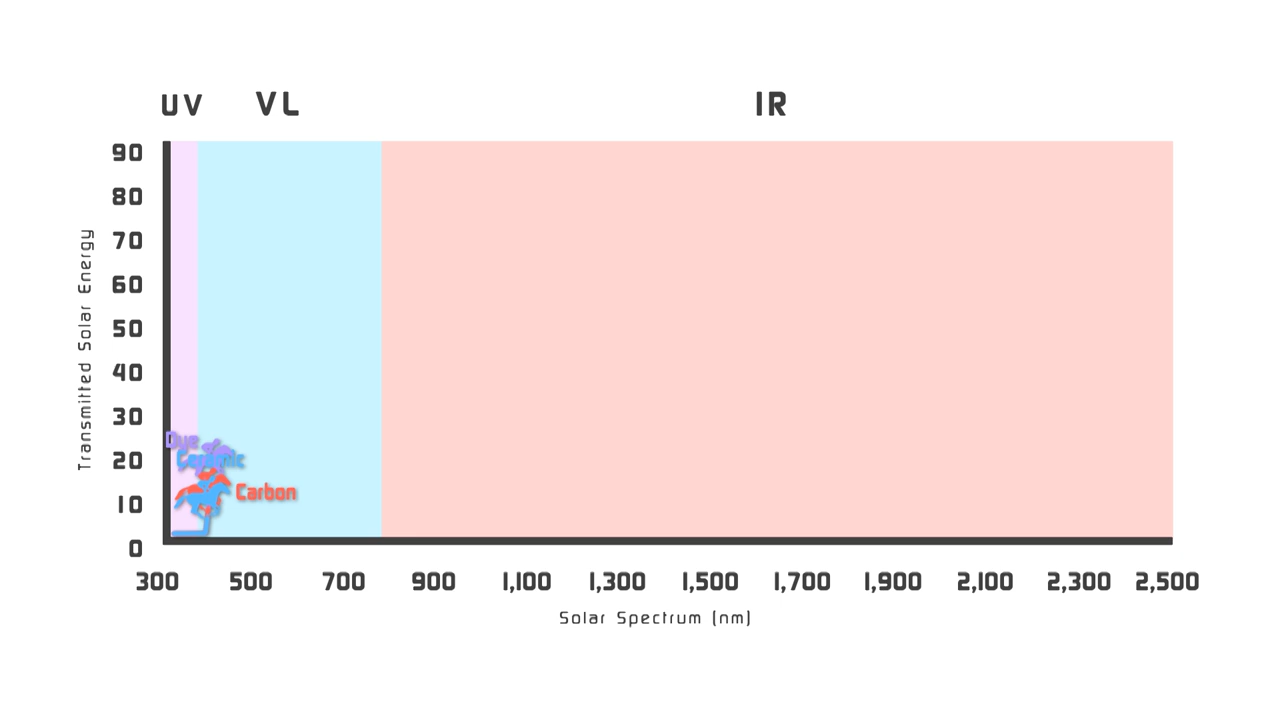 UV VL IR
90
80
70
60
50
40
30
20
10
0
Transmitted Solar Energy
Dye
Ceramic
Carbon
300 500 700 900 1,100 1,300 1,500 1,700 1,900 2,100 2,300 2,500
Solar Spectrum (nm)